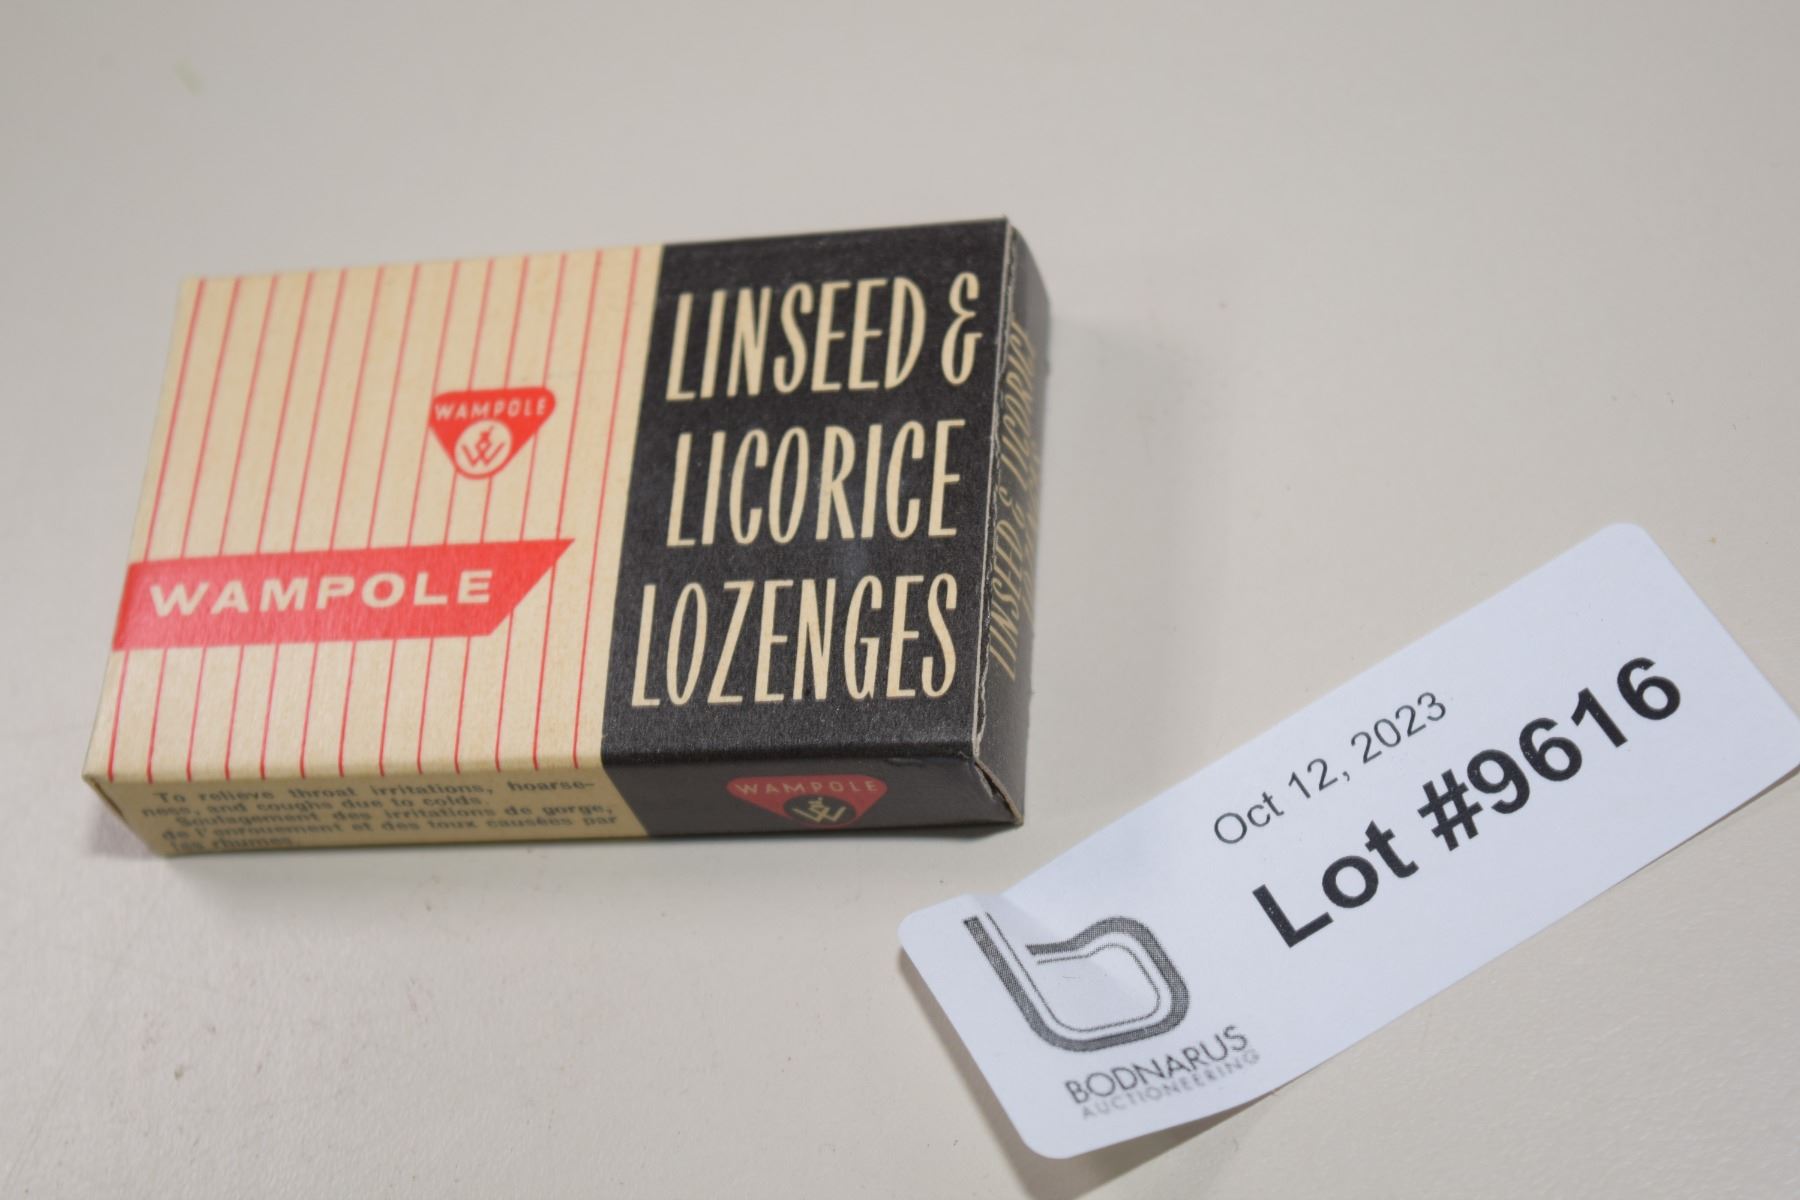 LINSEED &
LICORICE
LOZENGES
WAMPOLE
W
WAMPOLE
To relieve throat irritations, hoarse-
ness, and coughs due to colds.
Soulagement des irritations de gorge,
de l'enrouement et des toux causées par
les rhumes.
WAMPOLE
W
LINSEED & LICORICE
Oct 12, 2023
Lot #9616
b
BODNARUS
AUCTIONEERING